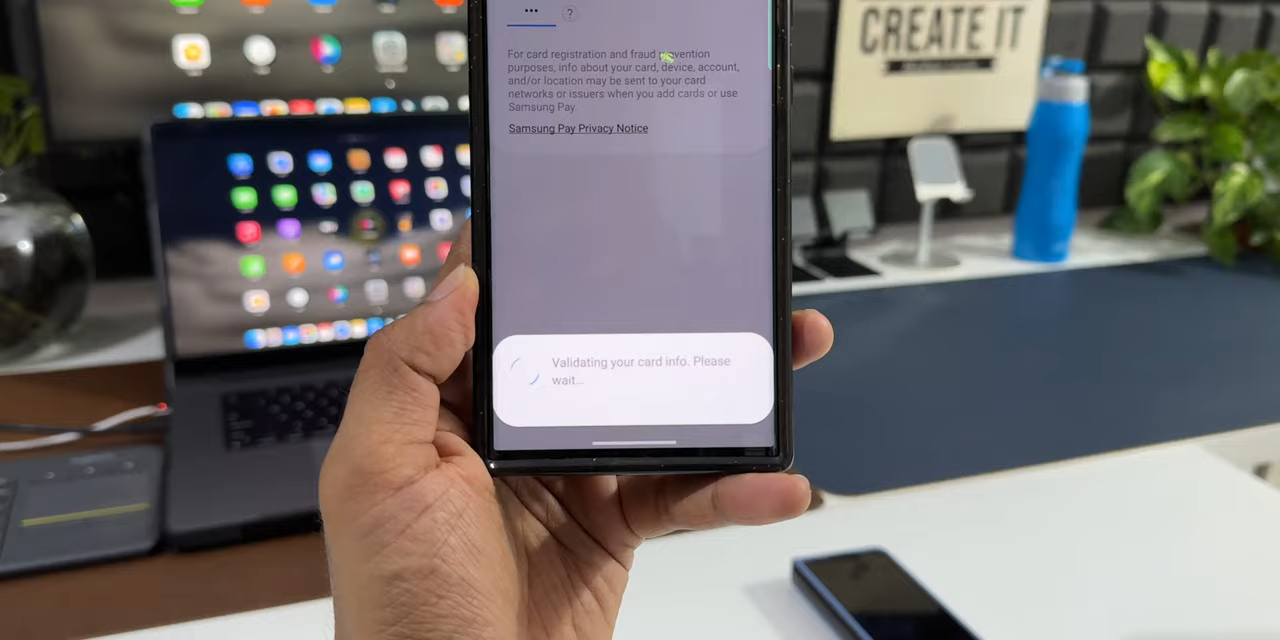 CREATE IT
...
?
For card registration and fraud prevention
purposes, info about your card, device, account,
and/or location may be sent to your card
networks or issuers when you add cards or use
Samsung Pay.
Samsung Pay Privacy Notice
Validating your card info. Please
wait...